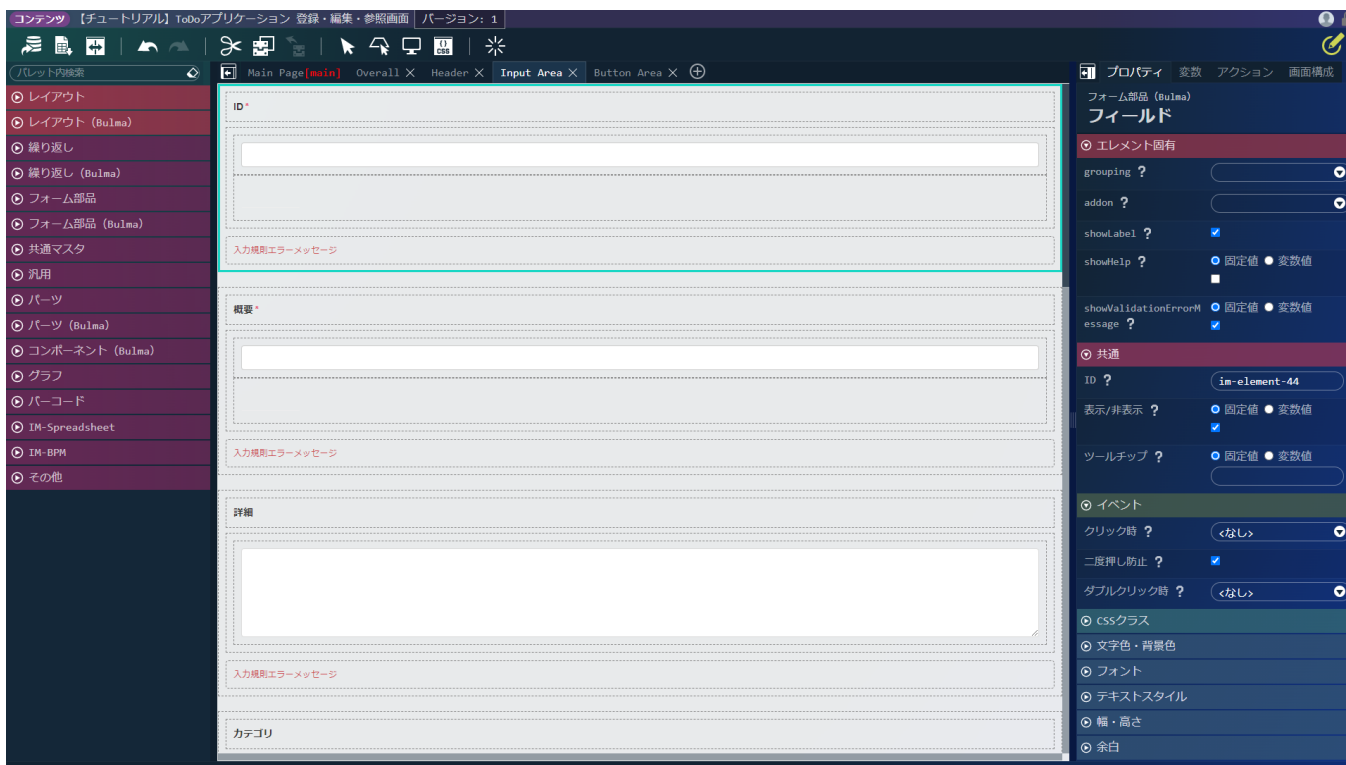 コンテンツ 【チュートリアル】ToDoアプリケーション 登録・編集・参照画面 バージョン: 1
{} CSS
パレット内検索
レイアウト
レイアウト (Bulma)
繰り返し
繰り返し (Bulma)
フォーム部品
フォーム部品 (Bulma)
共通マスタ
汎用
パーツ
パーツ (Bulma)
コンポーネント (Bulma)
グラフ
バーコード
IM-Spreadsheet
IM-BPM
その他
Main Page[main] Overall Header Input Area Button Area
ID*
入力規則エラーメッセージ
概要*
入力規則エラーメッセージ
詳細
入力規則エラーメッセージ
カテゴリ
プロパティ 変数 アクション 画面構成
フォーム部品 (Bulma)
フィールド
エレメント固有
grouping ?
addon ?
showLabel ?
showHelp ? 固定値 変数値
showValidationErrorM 固定値 変数値
essage ?
共通
ID ? im-element-44
表示/非表示 ? 固定値 変数値
ツールチップ ? 固定値 変数値
イベント
クリック時 ? <なし>
二度押し防止 ?
ダブルクリック時 ? <なし>
CSSクラス
文字色・背景色
フォント
テキストスタイル
幅・高さ
余白